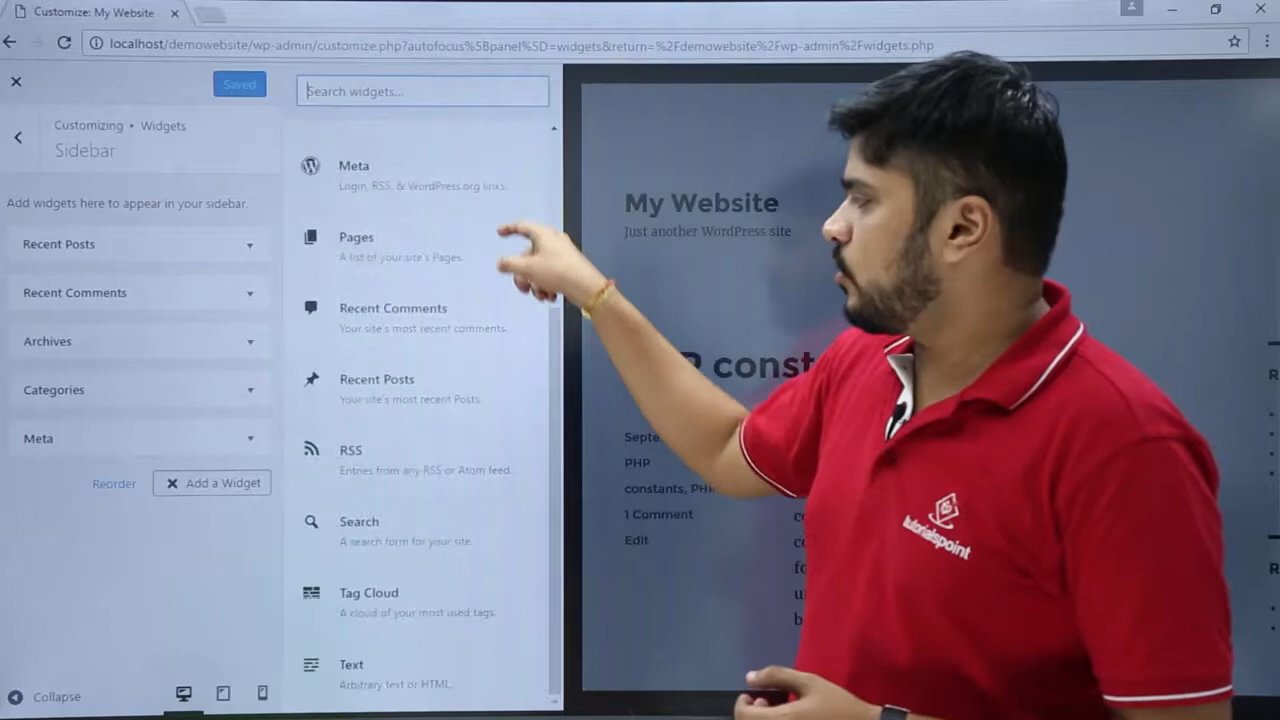 Customize: My Website
localhost/demowebsite/wp-admin/customize.php?autofocus%5Bpanel%5D=widgets&return=%2Fdemowebsite%2Fwp-admin%2Fwidgets.php
Saved
Search widgets...
Customizing • Widgets
Sidebar
Add widgets here to appear in your sidebar.
Recent Posts
Recent Comments
Archives
Categories
Meta
Reorder
Add a Widget
Collapse
Meta
Login, RSS, & WordPress.org links.
Pages
A list of your site's Pages.
Recent Comments
Your site's most recent comments.
Recent Posts
Your site's most recent Posts.
RSS
Entries from any RSS or Atom feed.
Search
A search form for your site.
Tag Cloud
A cloud of your most used tags.
Text
Arbitrary text or HTML.
My Website
Just another WordPress site
P const
Septe
PHP
constants, PH
1 Comment
Edit
tutorialspoint